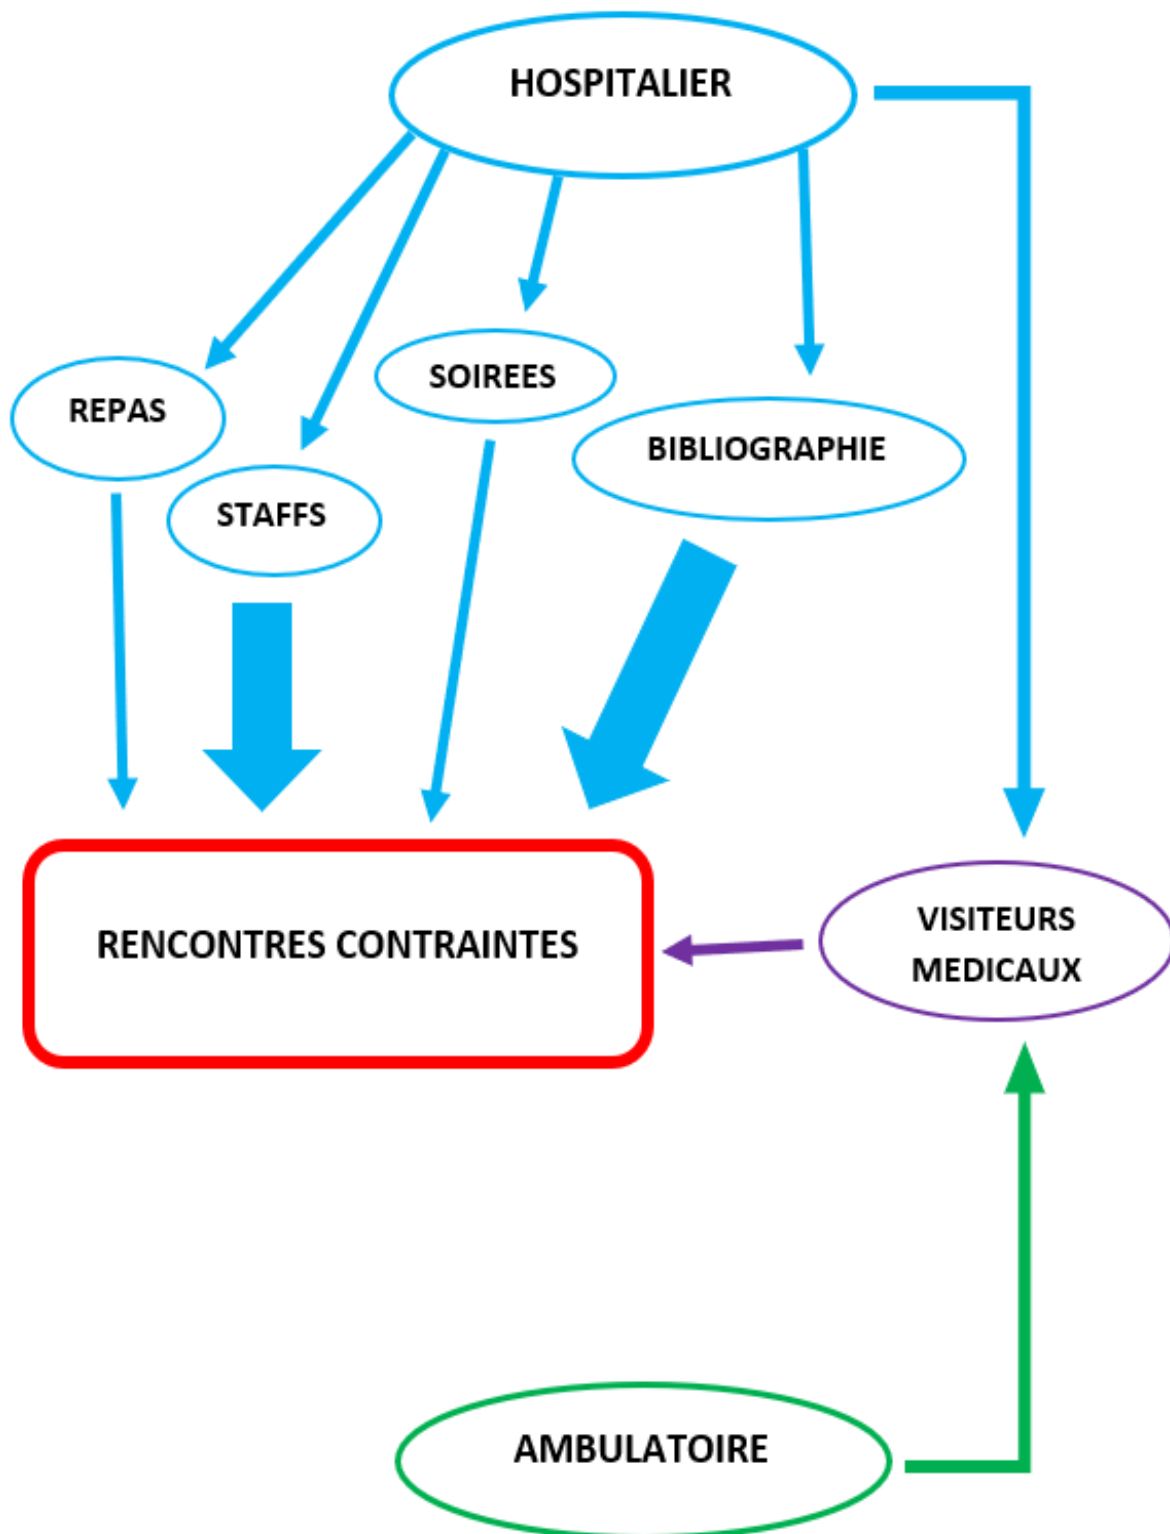 HOSPITALIER
SOIREES
REPAS
BIBLIOGRAPHIE
STAFFS
RENCONTRES CONTRAINTES
VISITEURS
MEDICAUX
AMBULATOIRE